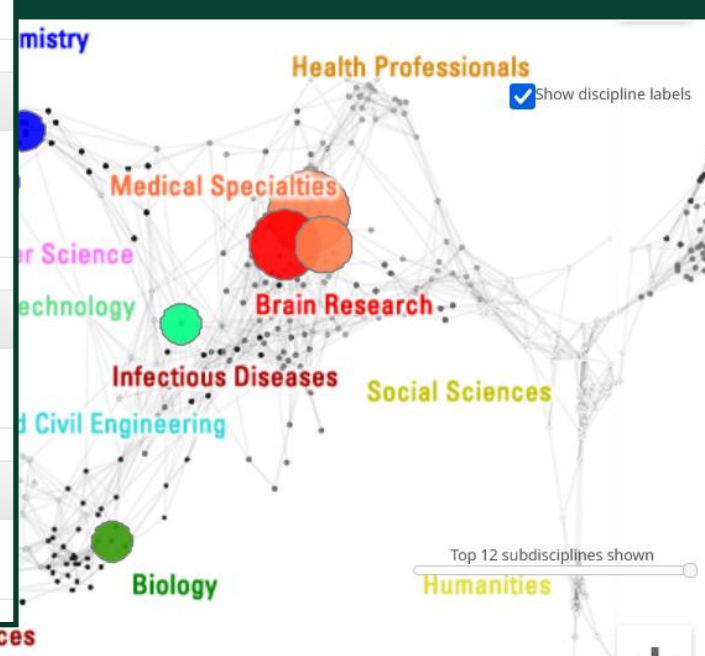 mistry
Health Professionals
Show discipline labels
Medical Specialties
er Science
echnology
Brain Research
Infectious Diseases
Social Sciences
d Civil Engineering
Top 12 subdisciplines shown
Biology
Humanities
ces